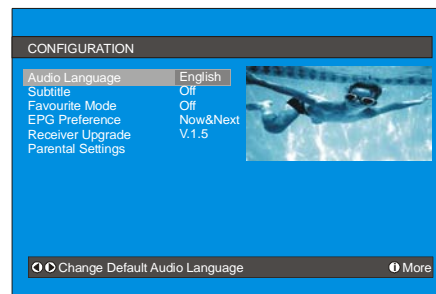 CONFIGURATION
Audio Language English
Subtitle Off
Favourite Mode Off
EPG Preference Now&Next
Receiver Upgrade V.1.5
Parental Settings
Change Default Audio Language i More